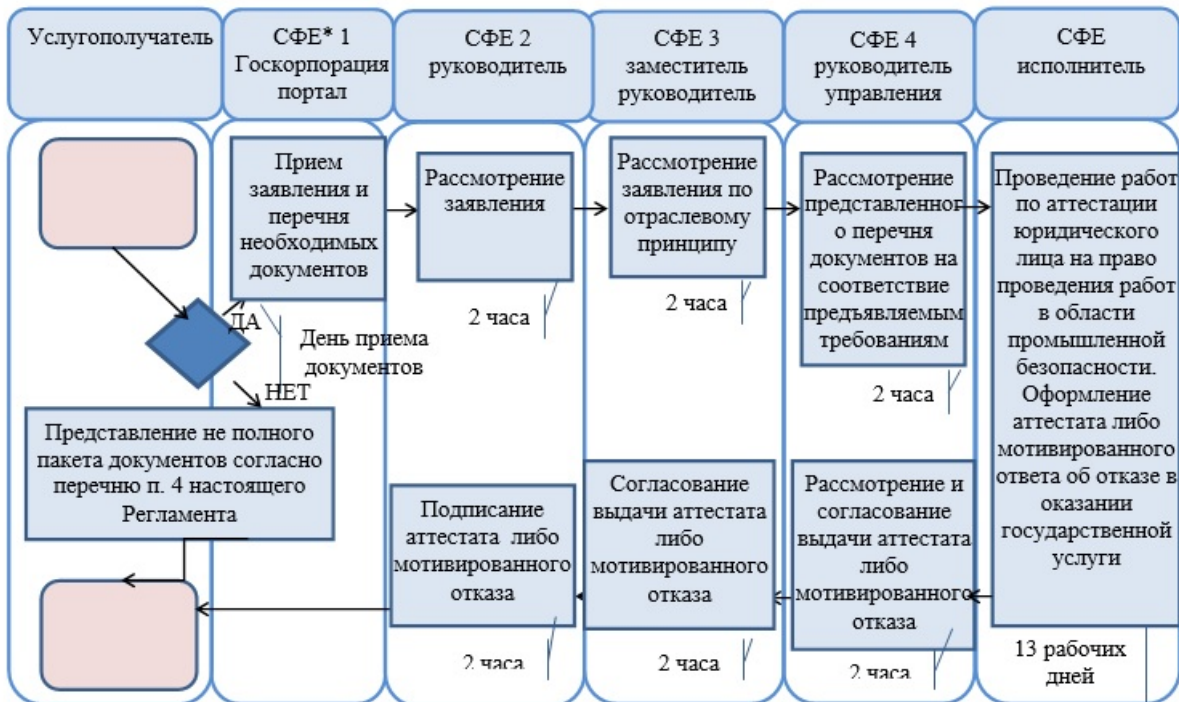 Услугополучатель
СФЕ* 1
Госкорпорация
портал
СФЕ 2
руководитель
СФЕ 3
заместитель
руководитель
СФЕ 4
руководитель
управления
СФЕ
исполнитель
Прием
заявления и
перечня
необходимых
документов
Рассмотрение
заявления
Рассмотрение
заявления по
отраслевому
принципу
Рассмотрение
представленног
о перечня
документов на
соответствие
предъявляемым
требованиям
Проведение работ
по аттестации
юридического
лица на право
проведения работ
в области
промышленной
безопасности.
Оформление
аттестата либо
мотивированного
ответа об отказе в
оказании
государственной
услуги
ДА
День приема
документов
2 часа
2 часа
2 часа
НЕТ
Представление не полного
пакета документов согласно
перечню п. 4 настоящего
Регламента
Подписание
аттестата либо
мотивированного
отказа
Согласование
выдачи аттестата
либо
мотивированного
отказа
Рассмотрение и
согласование
выдачи аттестата
либо
мотивированного
отказа
2 часа
2 часа
2 часа
13 рабочих
дней